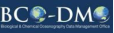 BCO-DMO
Biological & Chemical Oceanography Data Management Office